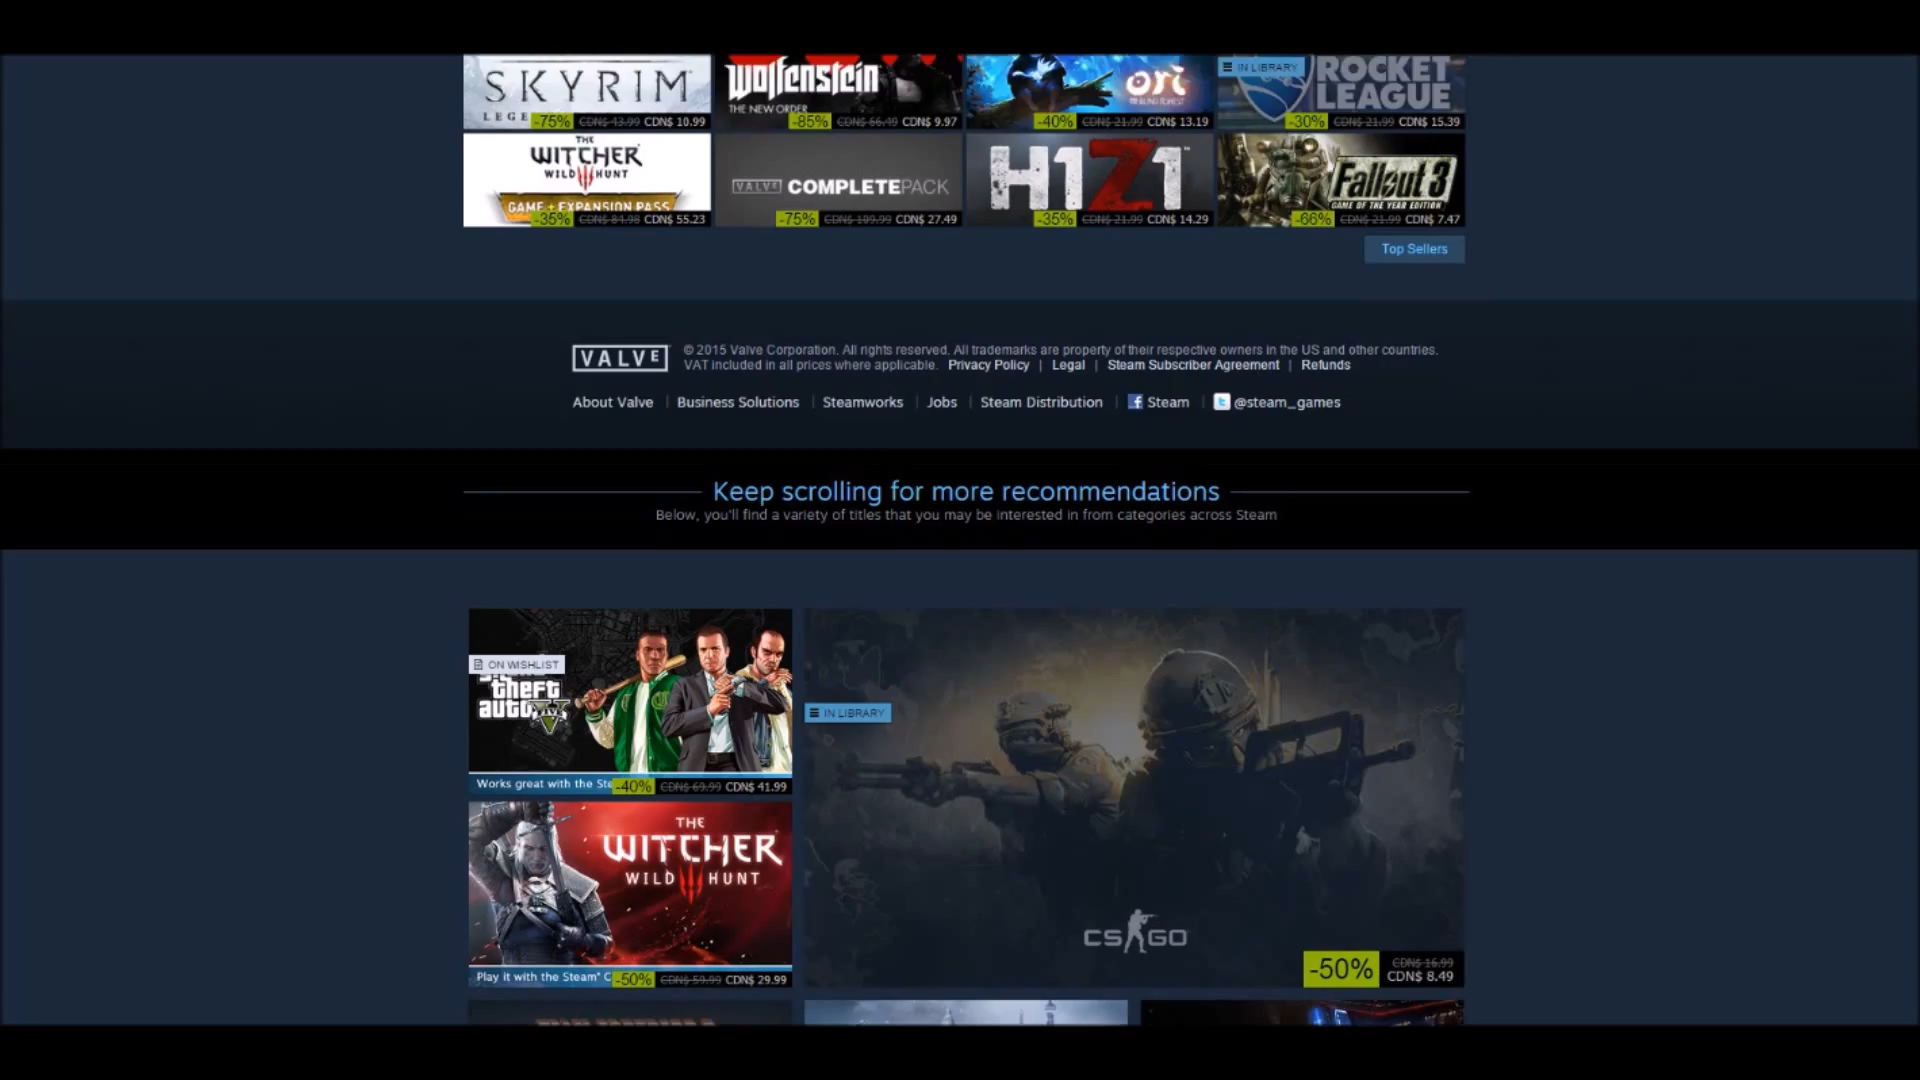 SKYRIM
LEGE
-75% CDN$ 43.99 CDN$ 10.99
Wolfenstein
THE NEW ORDER
-85% CDN$ 66.49 CDN$ 9.97
ori
AND THE BLIND FOREST
-40% CDN$ 21.99 CDN$ 13.19
IN LIBRARY
ROCKET
LEAGUE
-30% CDN$ 21.99 CDN$ 15.39
THE
WITCHER
WILD HUNT
GAME + EXPANSION PASS
-35% CDN$ 84.98 CDN$ 55.23
VALVE COMPLETEPACK
-75% CDN$ 109.99 CDN$ 27.49
H1Z1
-35% CDN$ 21.99 CDN$ 14.29
Fallout 3
GAME OF THE YEAR EDITION
-66% CDN$ 21.99 CDN$ 7.47
Top Sellers
VALVE
© 2015 Valve Corporation. All rights reserved. All trademarks are property of their respective owners in the US and other countries.
VAT included in all prices where applicable. Privacy Policy | Legal | Steam Subscriber Agreement | Refunds
About Valve | Business Solutions | Steamworks | Jobs | Steam Distribution | Steam | @steam_games
Keep scrolling for more recommendations
Below, you'll find a variety of titles that you may be interested in from categories across Steam
ON WISHLIST
theft
auto V
Works great with the Ste
-40% CDN$ 69.99 CDN$ 41.99
IN LIBRARY
CS GO
-50% CDN$ 16.99
CDN$ 8.49
THE
WITCHER
WILD HUNT
Play it with the Steam* C
-50% CDN$ 59.99 CDN$ 29.99